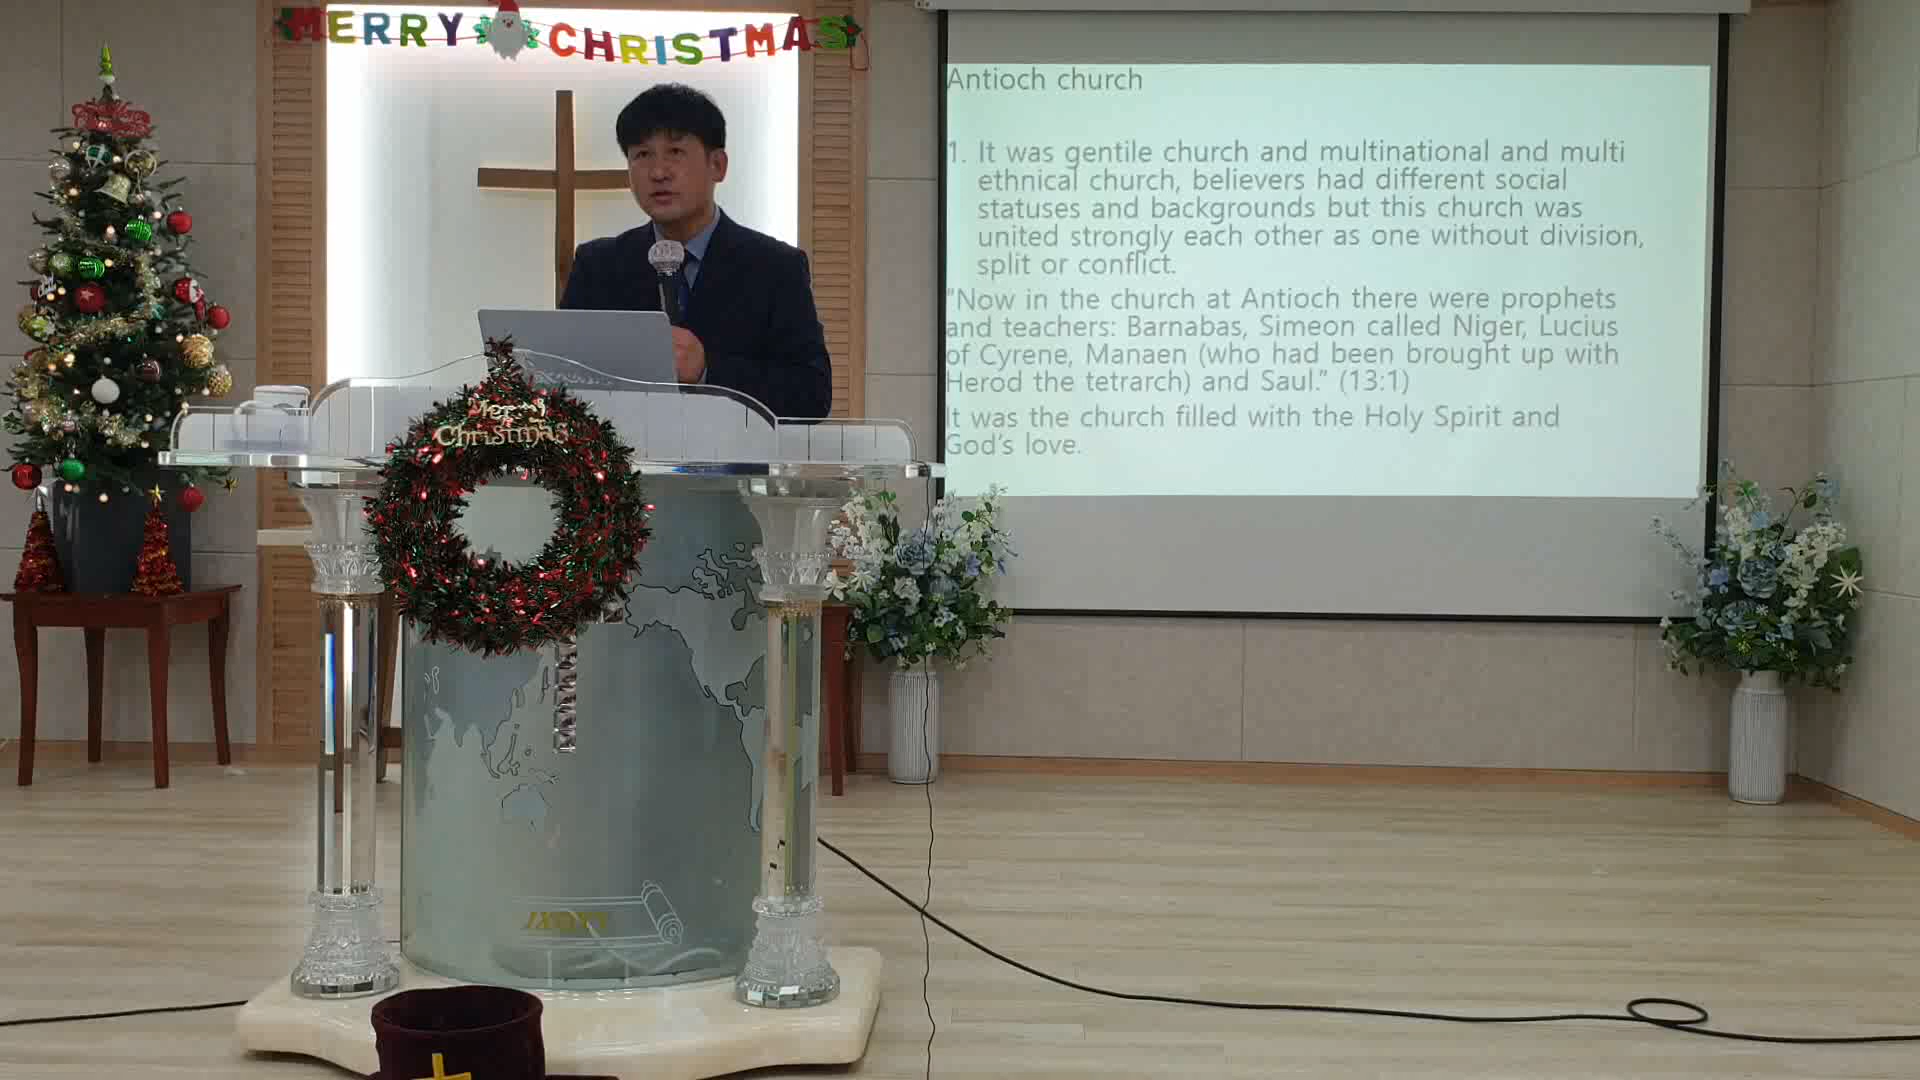 MERRY CHRISTMAS
Antioch church
1. It was gentile church and multinational and multi
ethnical church, believers had different social
statuses and backgrounds but this church was
united strongly each other as one without division,
split or conflict.
"Now in the church at Antioch there were prophets
and teachers: Barnabas, Simeon called Niger, Lucius
of Cyrene, Manaen (who had been brought up with
Herod the tetrarch) and Saul." (13:1)
It was the church filled with the Holy Spirit and
God's love.
Merry
Christmas